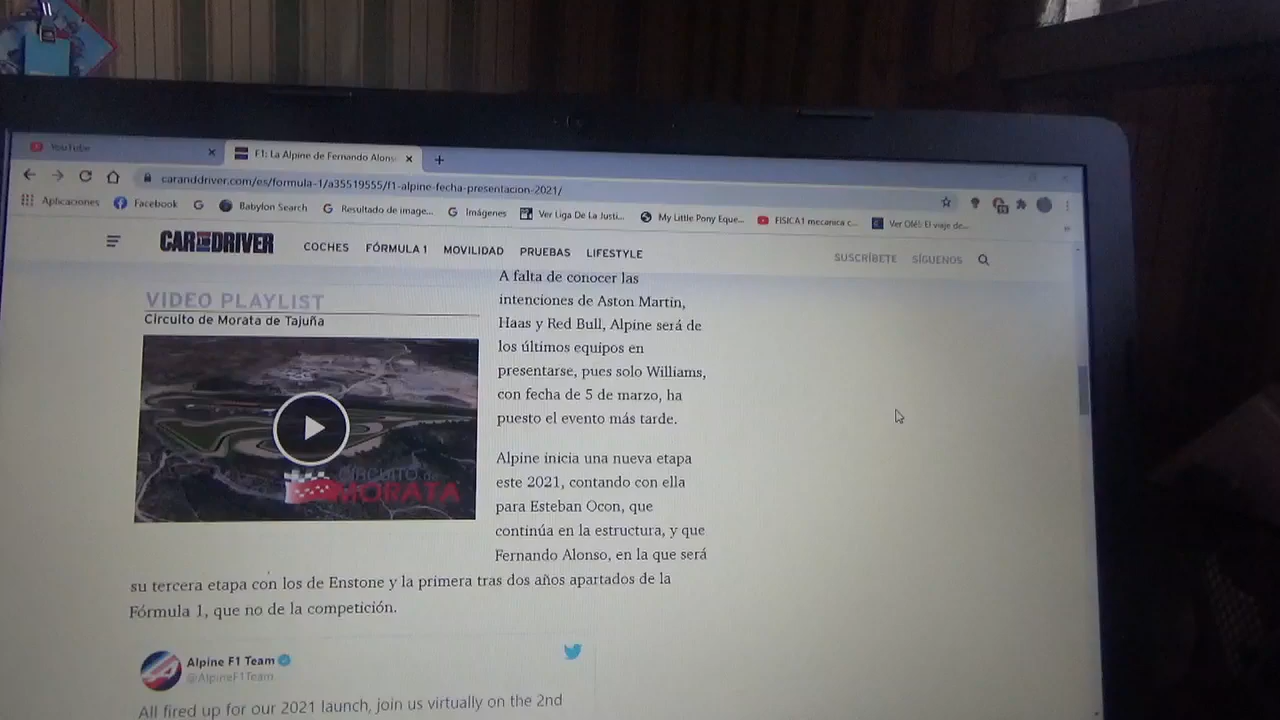 YouTube
F1: La Alpine de Fernando Alons
caranddriver.com/es/formula-1/a35519555/f1-alpine-fecha-presentacion-2021/
Aplicaciones
Facebook
Babylon Search
Resultado de image...
Imágenes
Ver Liga De La Justi...
My Little Pony Eque...
FISICA1 mecanica c...
Ver Olé!: El viaje de...
CAR AND DRIVER
COCHES
FÓRMULA 1
MOVILIDAD
PRUEBAS
LIFESTYLE
SUSCRÍBETE
SÍGUENOS
VIDEO PLAYLIST
Circuito de Morata de Tajuña
CIRCUITO DE
MORATA
A falta de conocer las
intenciones de Aston Martin,
Haas y Red Bull, Alpine será de
los últimos equipos en
presentarse, pues solo Williams,
con fecha de 5 de marzo, ha
puesto el evento más tarde.
Alpine inicia una nueva etapa
este 2021, contando con ella
para Esteban Ocon, que
continúa en la estructura, y que
Fernando Alonso, en la que será
su tercera etapa con los de Enstone y la primera tras dos años apartados de la
Fórmula 1, que no de la competición.
Alpine F1 Team
@AlpineF1Team
All fired up for our 2021 launch, join us virtually on the 2nd